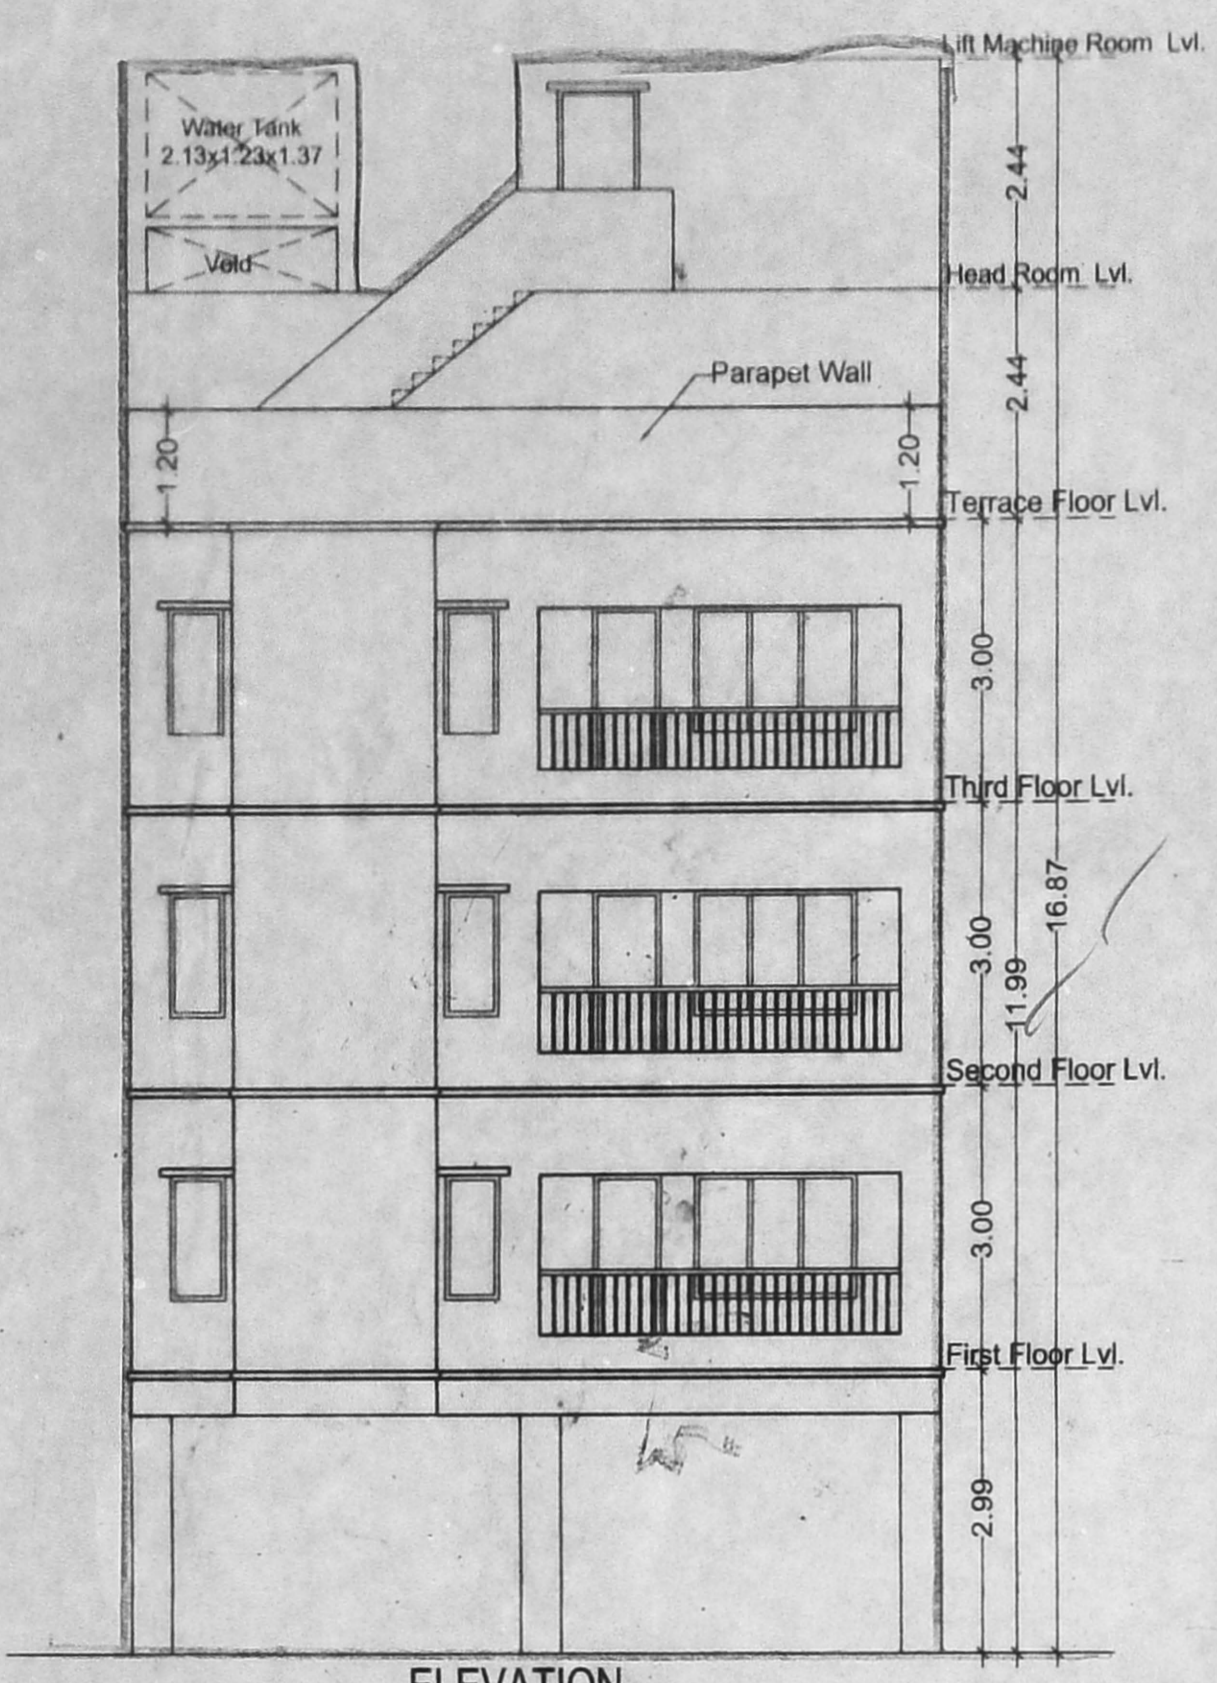 Lift Machine Room Lvl.
Water Tank
2.13x1.23x1.37
2.44
Void
Head Room Lvl.
2.44
Parapet Wall
1.20
1.20
Terrace Floor Lvl.
3.00
Third Floor Lvl.
16.87
3.00
11.99
Second Floor Lvl.
3.00
First Floor Lvl.
2.99
ELEVATION